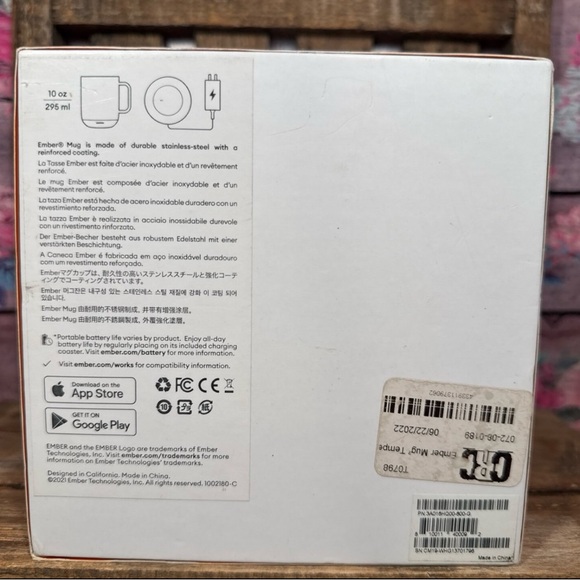 10 oz
295 ml
Ember® Mug is made of durable stainless-steel with a
reinforced coating.
La Tasse Ember est faite d'acier inoxydable et d'un revêtement
renforcé.
Le mug Ember est composée d'acier inoxydable et d'un
revêtement renforcé.
La taza Ember está hecha de acero inoxidable duradero con un
revestimiento reforzada.
La tazza Ember è realizzata in acciaio inossidabile durevole
con un rivestimento rinforzato.
Der Ember-Becher besteht aus robustem Edelstahl mit einer
verstärkten Beschichtung.
A Caneca Ember é fabricada em aço inoxidável duradouro
com um revestimento reforçado.
Emberマグカップは、耐久性の高いステンレススチールと強化コーテ
ィングでコーティングされています。
Ember 머그잔은 내구성 있는 스테인레스 스틸 재질에 강화 이 코팅 되어
있습니다.
Ember Mug 由耐用的不锈钢制成, 并带有增强涂层。
Ember Mug 由耐用的不銹鋼製成, 外覆強化塗層。
*Portable battery life varies by product. Enjoy all-day
battery life by regularly placing on its included charging
coaster. Visit ember.com/battery for more information.
Visit ember.com/works for compatibility information.
Download on the
App Store
GET IT ON
Google Play
FC CE
10
EMBER and the EMBER Logo are trademarks of Ember
Technologies, Inc. Visit ember.com/trademarks for more
information on Ember Technologies' trademarks.
Designed in California. Made in China.
©2021 Ember Technologies, Inc. All rights reserved. 1002180-C
T0798
Ember Mug², Tempe
072-08-0189
06/22/2022
8 10011 40009 2
Made in China